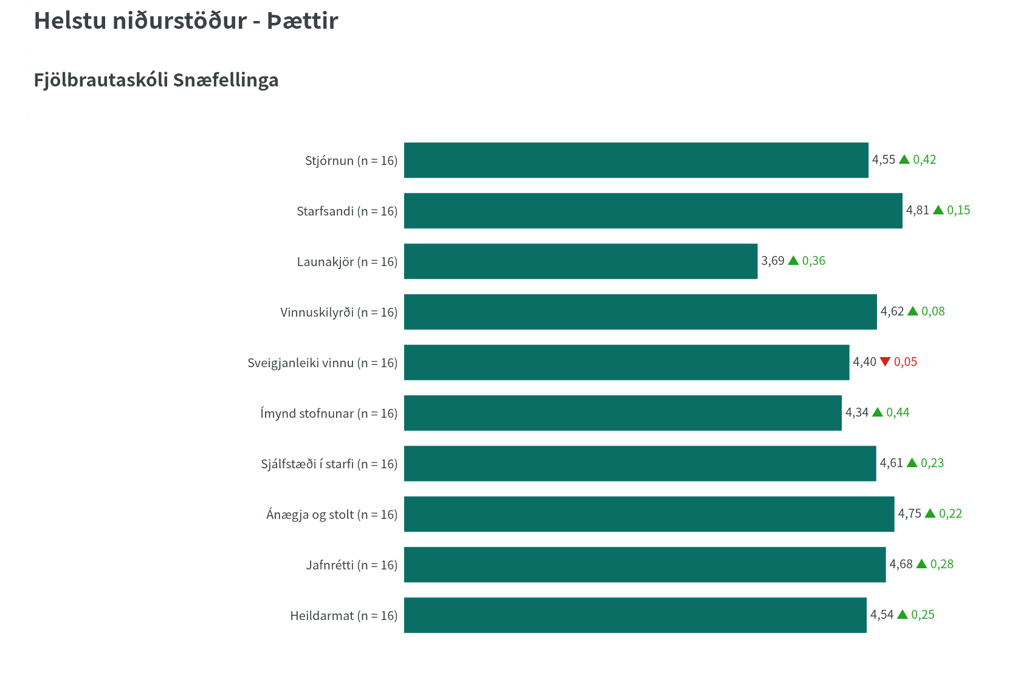 Helstu niðurstöður - Þættir
Fjölbrautaskóli Snæfellinga
Stjórnun (n = 16) 4,55 ▲ 0,42
Starfsandi (n = 16) 4,81 ▲ 0,15
Launakjör (n = 16) 3,69 ▲ 0,36
Vinnuskilyrði (n = 16) 4,62 ▲ 0,08
Sveigjanleiki vinnu (n = 16) 4,40 ▼ 0,05
Ímynd stofnunar (n = 16) 4,34 ▲ 0,44
Sjálfstæði í starfi (n = 16) 4,61 ▲ 0,23
Ánægja og stolt (n = 16) 4,75 ▲ 0,22
Jafnrétti (n = 16) 4,68 ▲ 0,28
Heildarmat (n = 16) 4,54 ▲ 0,25